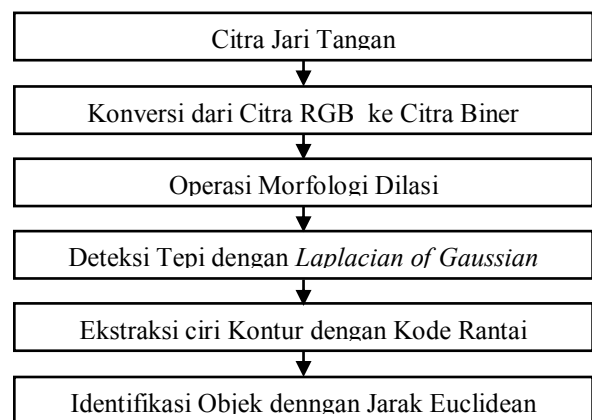 Citra Jari Tangan
Konversi dari Citra RGB ke Citra Biner
Operasi Morfologi Dilasi
Deteksi Tepi dengan Laplacian of Gaussian
Ekstraksi ciri Kontur dengan Kode Rantai
Identifikasi Objek denngan Jarak Euclidean